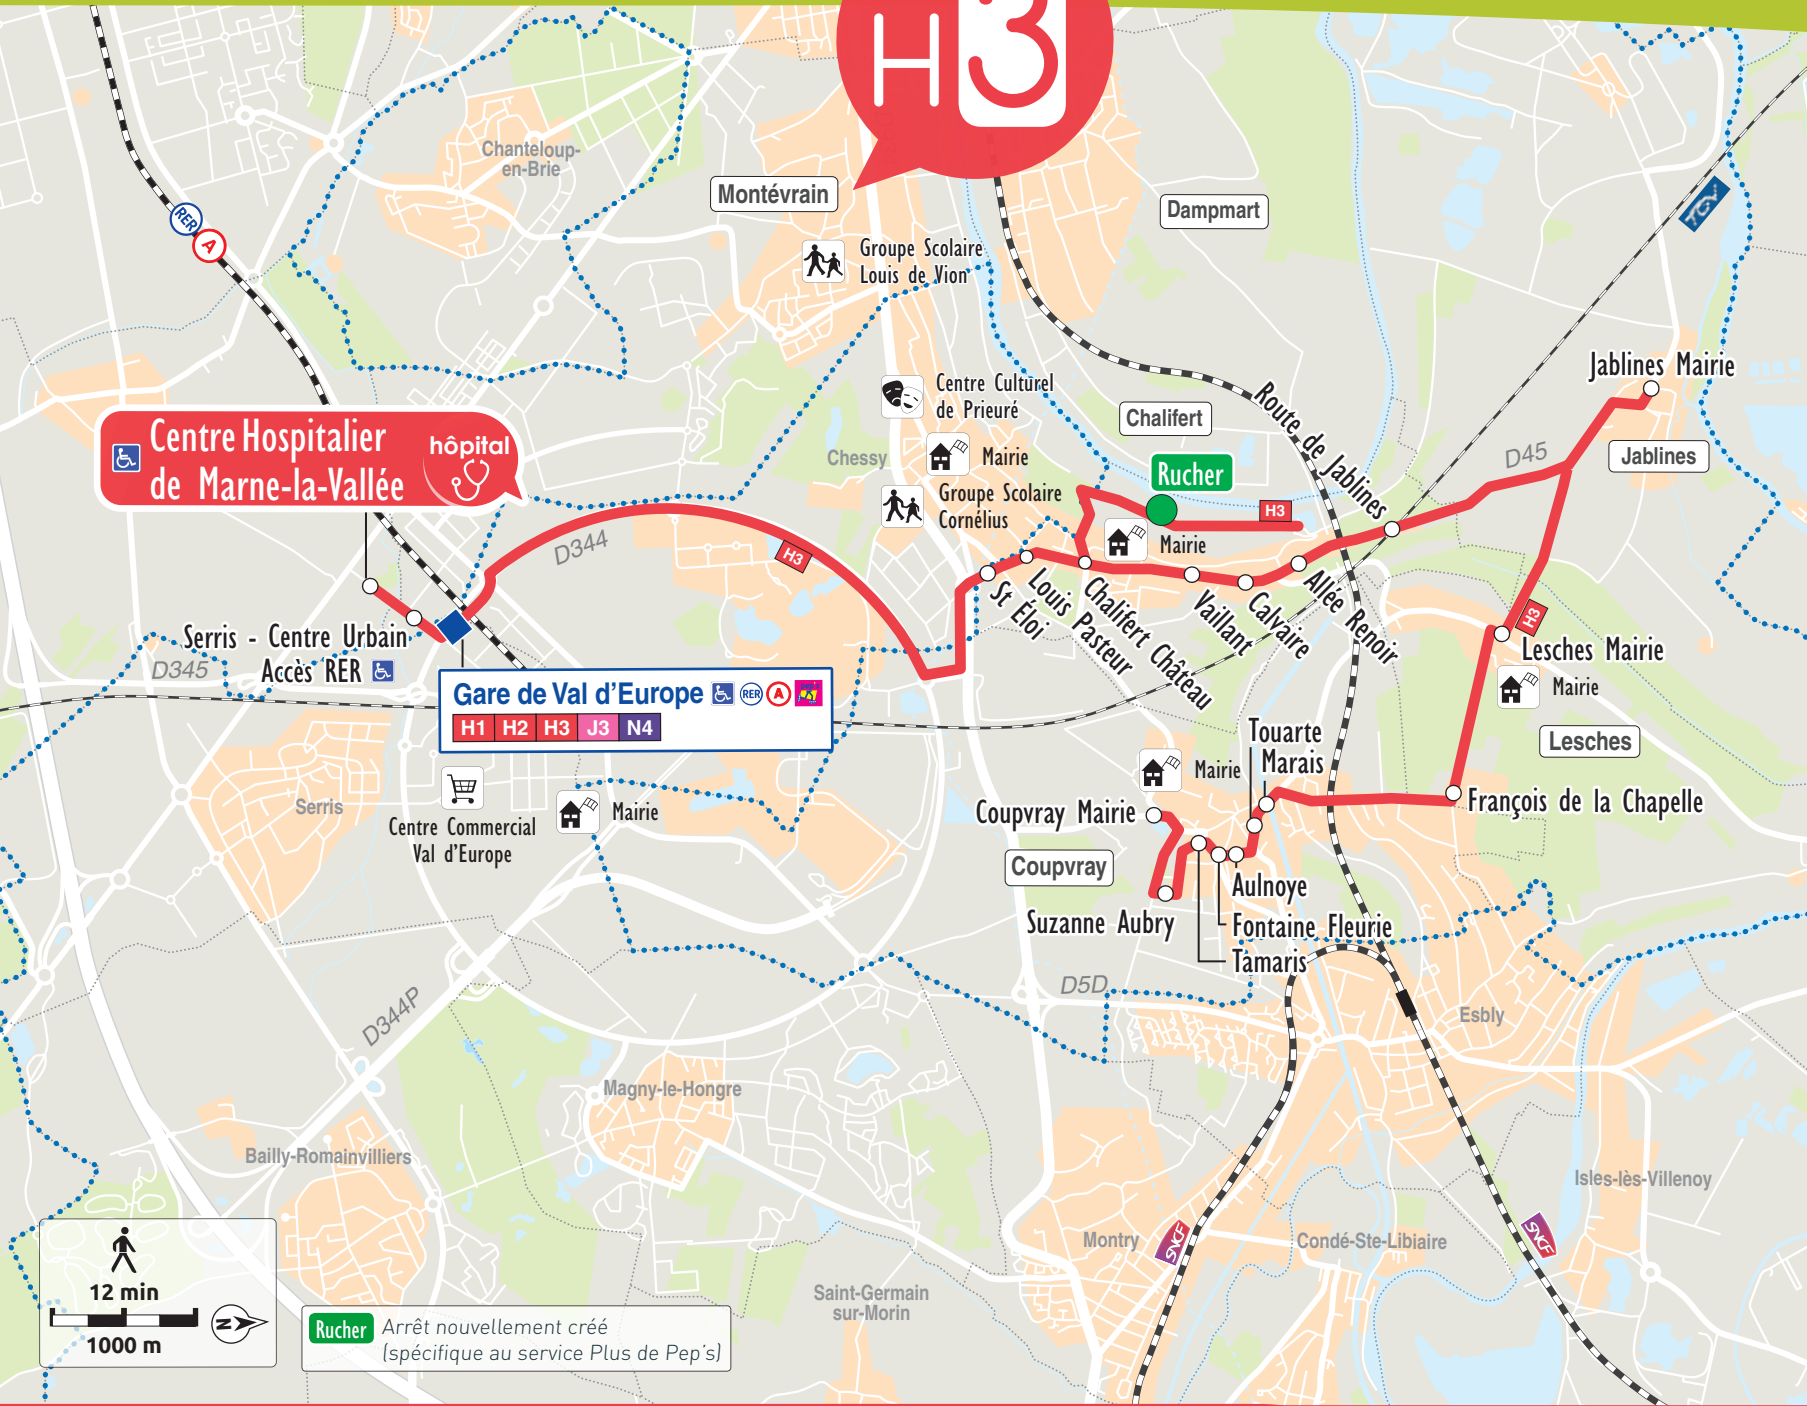 H3
Chanteloup-
en-Brie
Montévrain
Dampmart
RER
A
TGV
Groupe Scolaire
Louis de Vion
Jablines Mairie
Centre Culturel
de Prieuré
Chalifert
Route de Jablines
Centre Hospitalier
de Marne-la-Vallée
hôpital
Chessy
Mairie
Rucher
D45
Jablines
Groupe Scolaire
Cornélius
H3
D344
H3
Mairie
St Éloi
Louis Pasteur
Chalifert Château
Vaillant
Calvaire
Allée Renoir
H3
Serris - Centre Urbain
Accès RER
D345
Lesches Mairie
Mairie
Gare de Val d'Europe
RER
A
H1 H2 H3 J3 N4
Lesches
Touarte
Marais
Mairie
Coupvray Mairie
François de la Chapelle
Serris
Centre Commercial
Val d'Europe
Mairie
Coupvray
Aulnoye
Suzanne Aubry
Fontaine Fleurie
Tamaris
D5D
D344P
Esbly
Magny-le-Hongre
Bailly-Romainvilliers
Isles-lès-Villenoy
Montry
SNCF
Condé-Ste-Libiaire
SNCF
Saint-Germain
sur-Morin
12 min
1000 m
N
Rucher
Arrêt nouvellement créé
(spécifique au service Plus de Pep's)